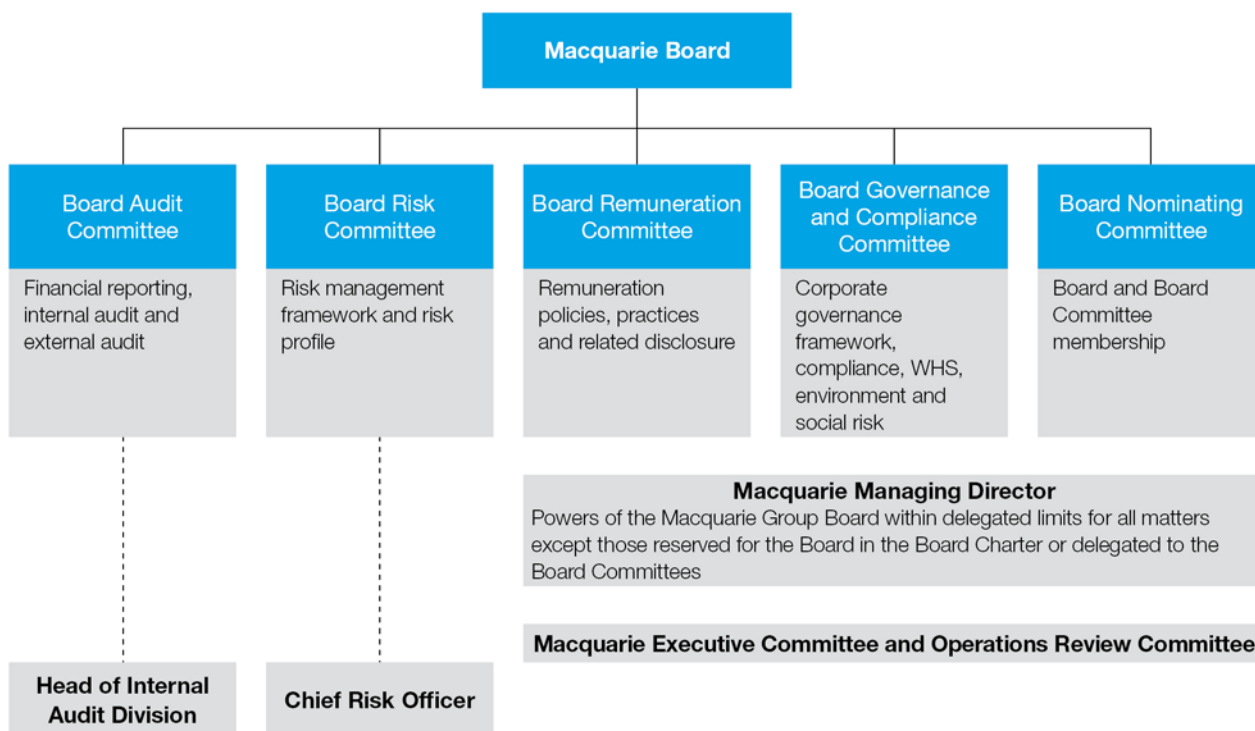 Macquarie Board
Board Audit
Committee
Financial reporting,
internal audit and
external audit
Board Risk
Committee
Risk management
framework and risk
profile
Board Remuneration
Committee
Remuneration
policies, practices
and related disclosure
Board Governance
and Compliance
Committee
Corporate
governance
framework,
compliance, WHS,
environment and
social risk
Board Nominating
Committee
Board and Board
Committee
membership
Macquarie Managing Director
Powers of the Macquarie Group Board within delegated limits for all matters
except those reserved for the Board in the Board Charter or delegated to the
Board Committees
Macquarie Executive Committee and Operations Review Committee
Head of Internal
Audit Division
Chief Risk Officer